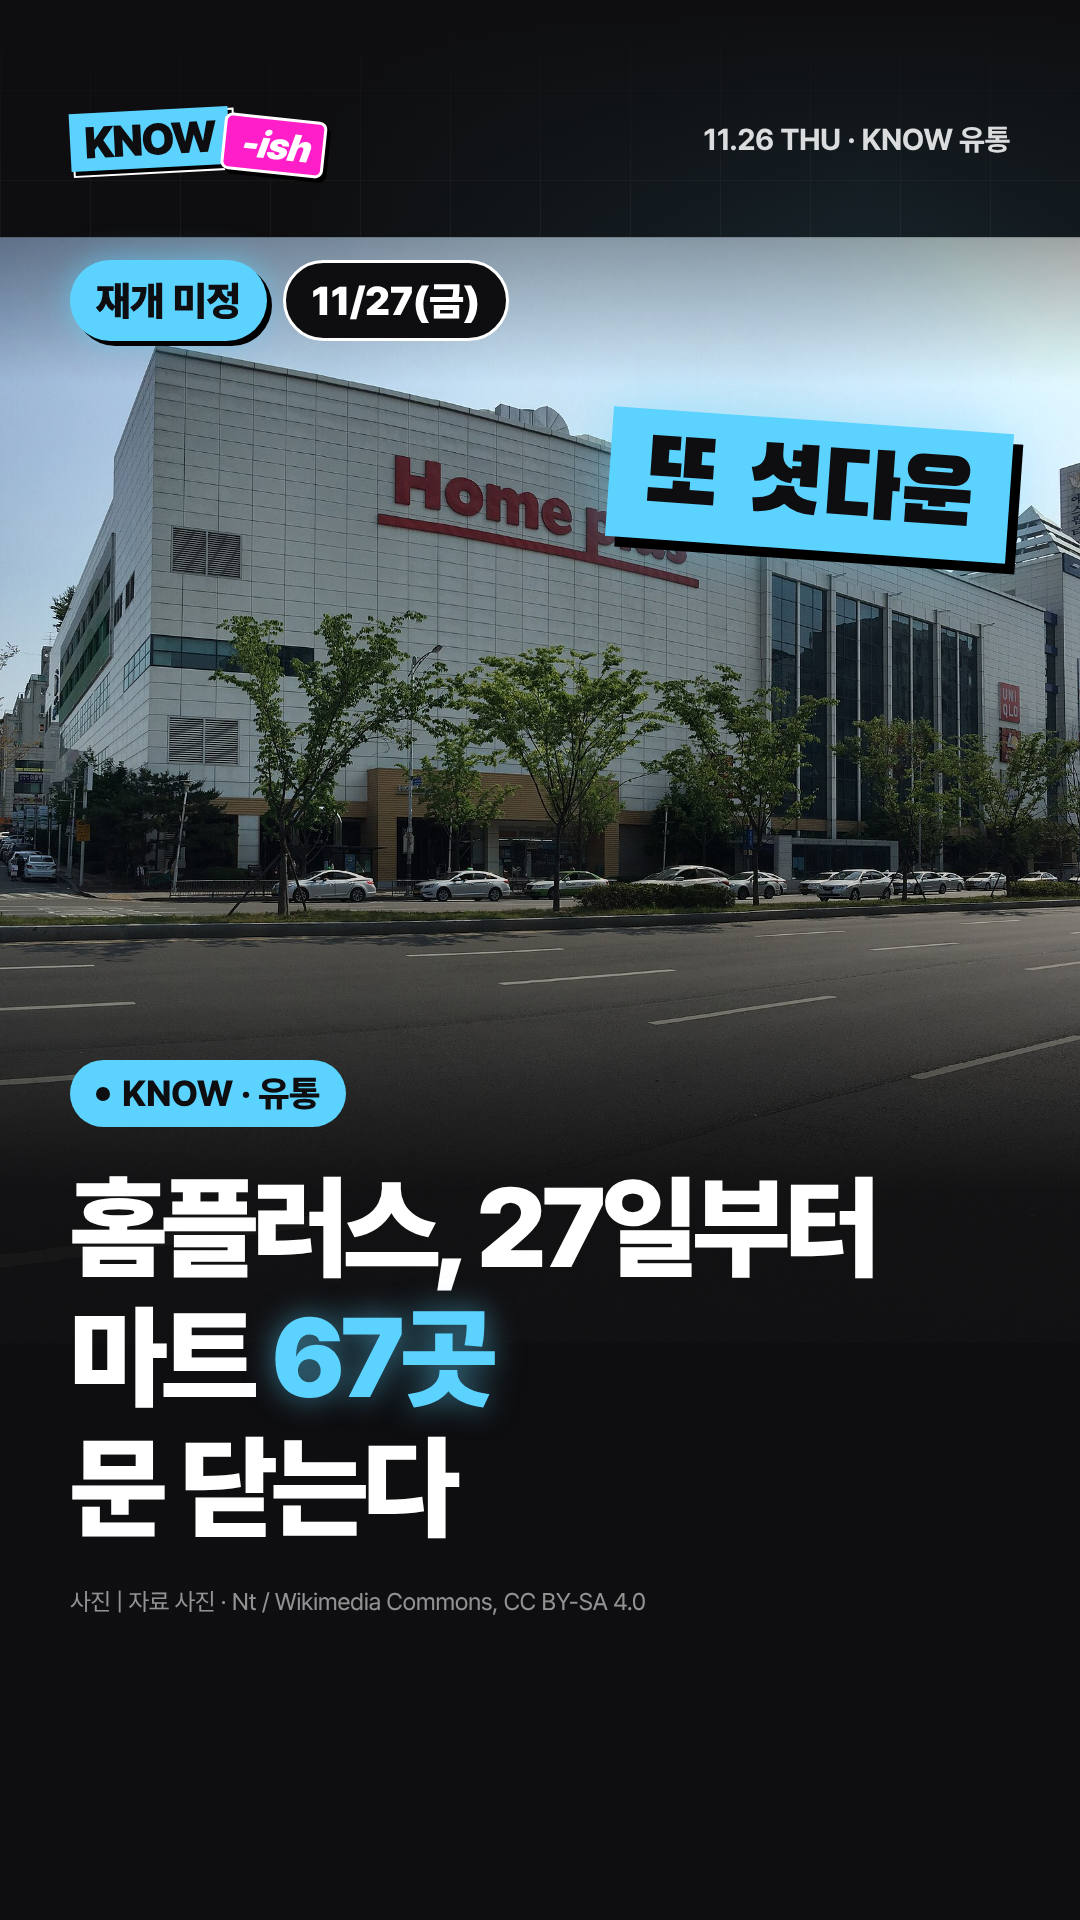 KNOW -ish
11.26 THU · KNOW 유통
재개 미정
11/27(금)
또 셧다운
Home plus
UNI
QLO
• KNOW · 유통
홈플러스, 27일부터
마트 67곳
문 닫는다
사진 | 자료 사진 · Nt / Wikimedia Commons, CC BY-SA 4.0